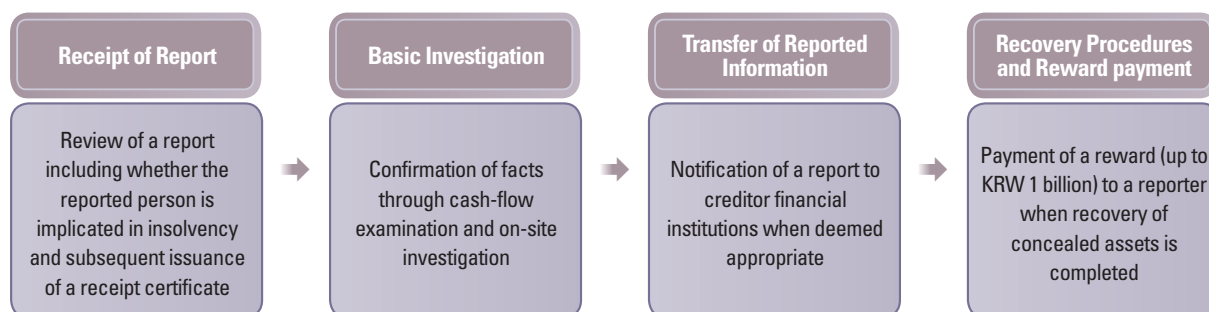 Receipt of Report
Review of a report
including whether the
reported person is
implicated in insolvency
and subsequent issuance
of a receipt certificate
Basic Investigation
Confirmation of facts
through cash-flow
examination and on-site
investigation
Transfer of Reported
Information
Notification of a report to
creditor financial
institutions when deemed
appropriate
Recovery Procedures
and Reward payment
Payment of a reward (up to
KRW 1 billion) to a reporter
when recovery of
concealed assets is
completed